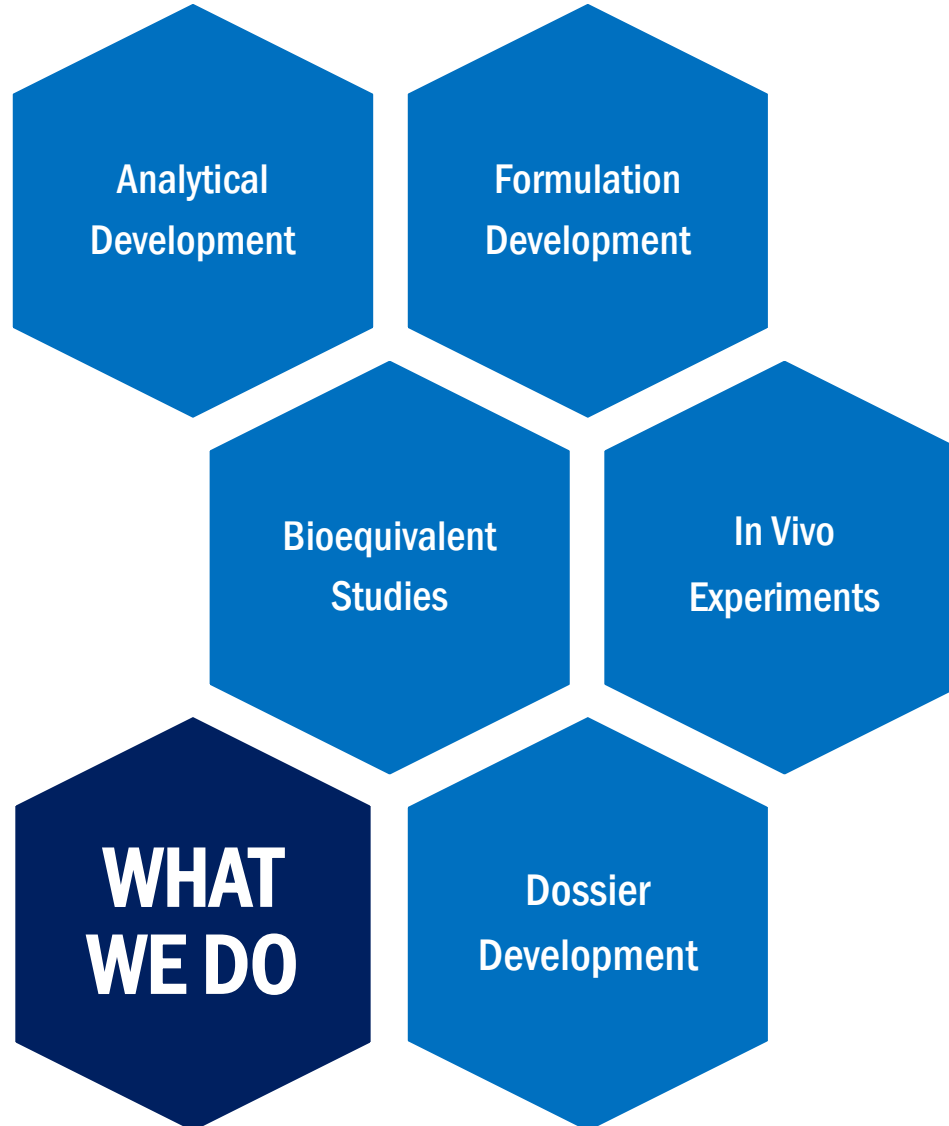 Analytical
Development
Formulation
Development
Bioequivalent
Studies
In Vivo
Experiments
WHAT
WE DO
Dossier
Development